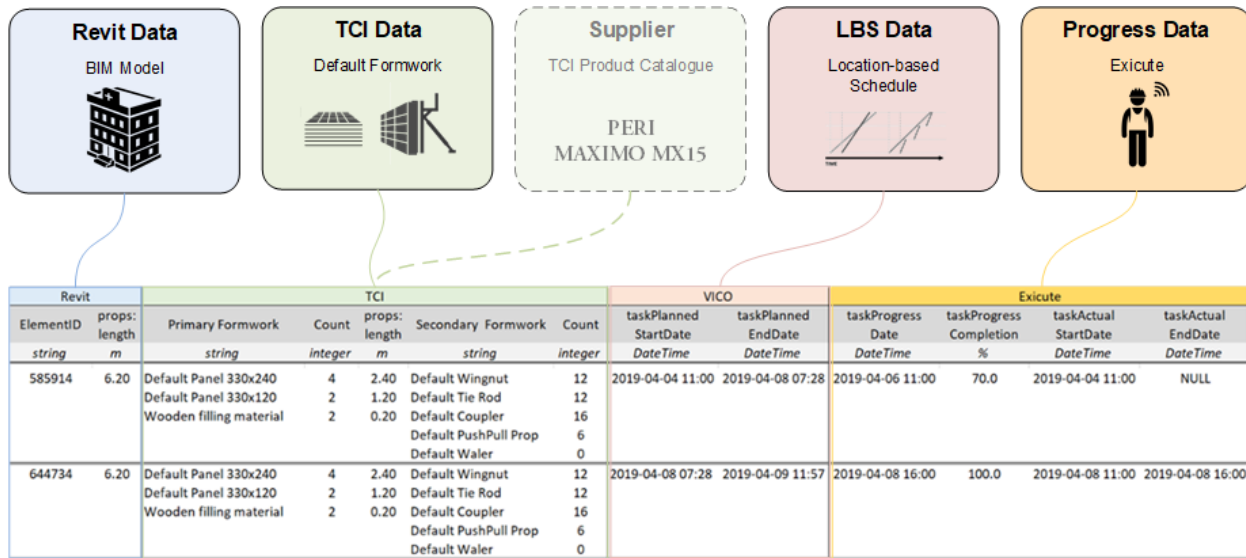 Revit Data
BIM Model
TCI Data
Default Formwork
Supplier
TCI Product Catalogue
PERI
MAXIMO MX15
LBS Data
Location-based
Schedule
TIME
Progress Data
Exicute
Revit TCI VICO Exicute
ElementID props: length Primary Formwork Count props: length Secondary Formwork Count taskPlanned StartDate taskPlanned EndDate taskProgress Date taskProgress Completion taskActual StartDate taskActual EndDate
string m string integer m string integer DateTime DateTime DateTime % DateTime DateTime
585914 6.20 Default Panel 330x240 4 2.40 Default Wingnut 12 2019-04-04 11:00 2019-04-08 07:28 2019-04-06 11:00 70.0 2019-04-04 11:00 NULL
Default Panel 330x120 2 1.20 Default Tie Rod 12
Wooden filling material 2 0.20 Default Coupler 16
Default PushPull Prop 6
Default Waler 0
644734 6.20 Default Panel 330x240 4 2.40 Default Wingnut 12 2019-04-08 07:28 2019-04-09 11:57 2019-04-08 16:00 100.0 2019-04-08 11:00 2019-04-08 16:00
Default Panel 330x120 2 1.20 Default Tie Rod 12
Wooden filling material 2 0.20 Default Coupler 16
Default PushPull Prop 6
Default Waler 0